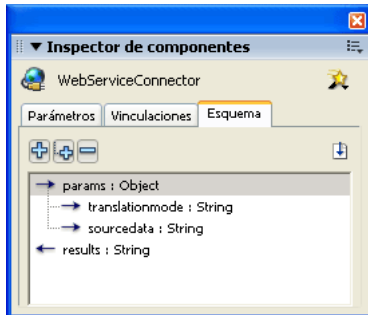 Inspector de componentes
WebServiceConnector
Parámetros Vinculaciones Esquema
params : Object
translationmode : String
sourcedata : String
results : String